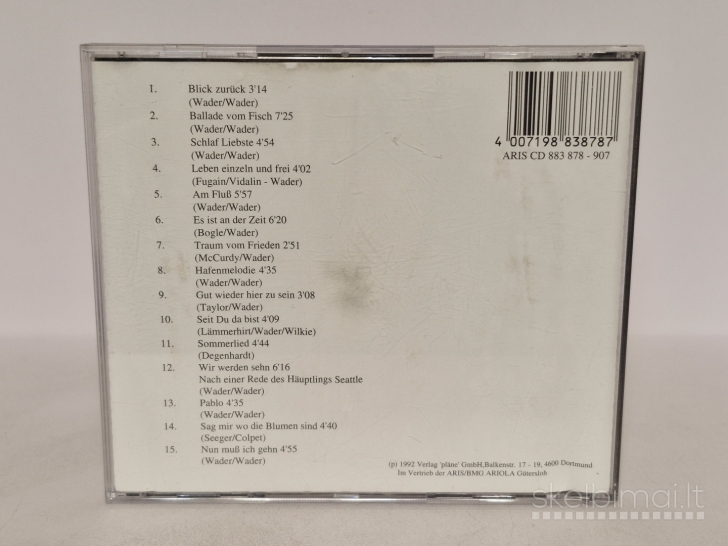 1. Blick zurück 3'14
(Wader/Wader)
2. Ballade vom Fisch 7'25
(Wader/Wader)
3. Schlaf Liebste 4'54
(Wader/Wader)
4. Leben einzeln und frei 4'02
(Fugain/Vidalin - Wader)
5. Am Fluß 5'57
(Wader/Wader)
6. Es ist an der Zeit 6'20
(Bogle/Wader)
7. Traum vom Frieden 2'51
(McCurdy/Wader)
8. Hafenmelodie 4'35
(Wader/Wader)
9. Gut wieder hier zu sein 3'08
(Taylor/Wader)
10. Seit Du da bist 4'09
(Lämmerhirt/Wader/Wilkie)
11. Sommerlied 4'44
(Degenhardt)
12. Wir werden sehn 6'16
Nach einer Rede des Häuptlings Seattle
(Wader/Wader)
13. Pablo 4'35
(Wader/Wader)
14. Sag mir wo die Blumen sind 4'40
(Seeger/Colpet)
15. Nun muß ich gehn 4'55
(Wader/Wader)
4 007198 838787
ARIS CD 883 878 - 907
(p) 1992 Verlag 'pläne' GmbH,Balkenstr. 17 - 19, 4600 Dortmund
Im Vertrieb der ARIS/BMG ARIOLA Gütersloh
skelbimai.lt